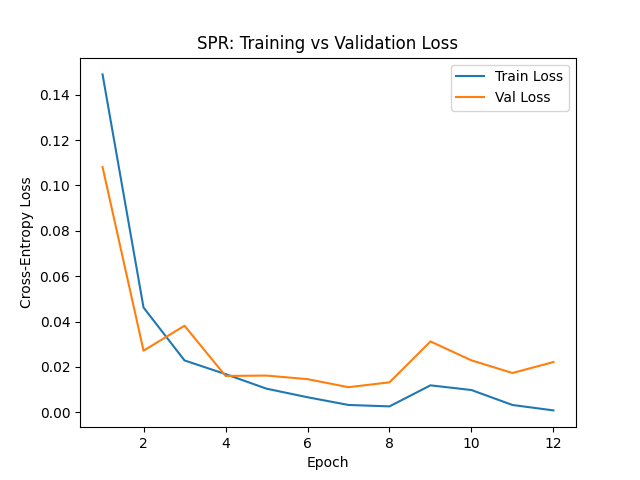 SPR: Training vs Validation Loss
Train Loss
Val Loss
Cross-Entropy Loss
0.14
0.12
0.10
0.08
0.06
0.04
0.02
0.00
2
4
6
8
10
12
Epoch